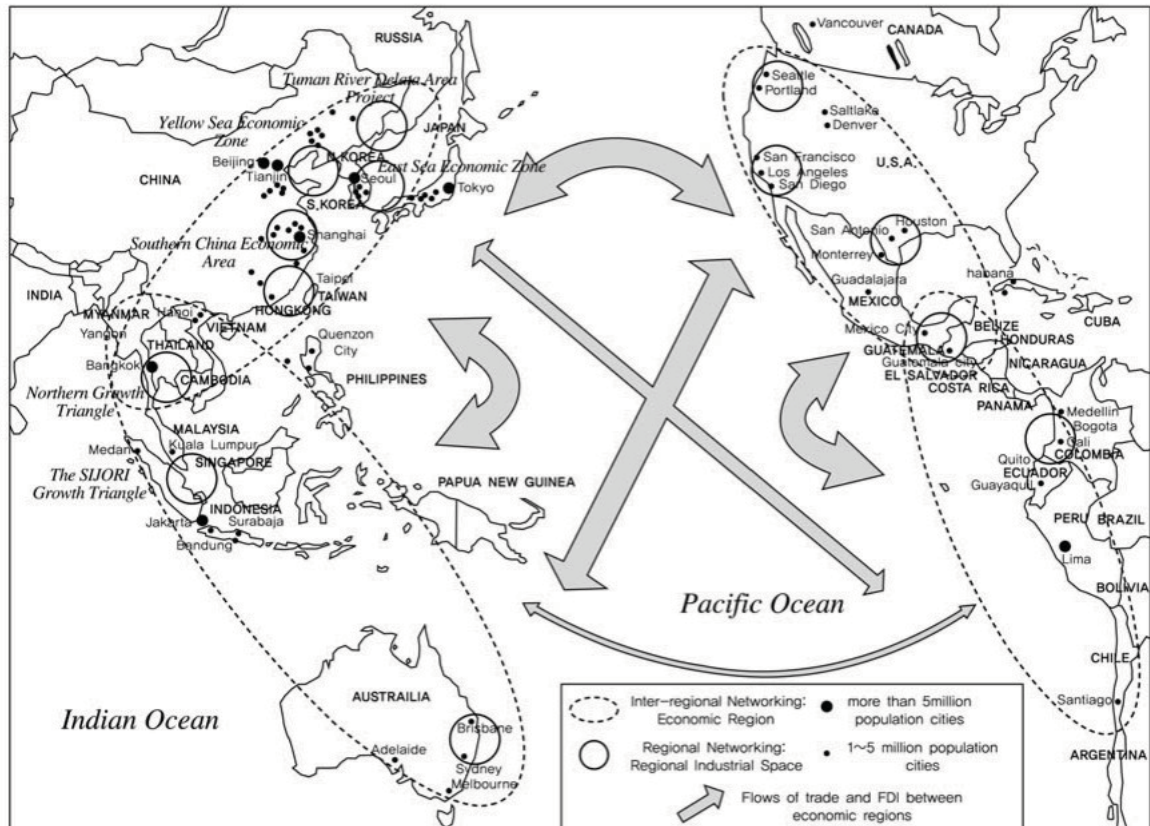 RUSSIA
Tuman River Delata Area
Project
Yellow Sea Economic
Zone
JAPAN
N.KOREA
Beijing
East Sea Economic Zone
CHINA
Tianjin
Seoul
Tokyo
S.KOREA
Shanghai
Southern China Economic
Area
Taipei
TAIWAN
INDIA
HONGKONG
MYANMAR
Hanoi
VIETNAM
Yangon
THAILAND
Quenzon
City
Bangkok
CAMBODIA
PHILIPPINES
Northern Growth
Triangle
MALAYSIA
Medan
Kuala Lumpur
SINGAPORE
The SIJORI
Growth Triangle
PAPUA NEW GUINEA
INDONESIA
Jakarta
Surabaja
Bandung
AUSTRAILIA
Indian Ocean
Brisbane
Adelaide
Sydney
Melbourne
Pacific Ocean
Vancouver
CANADA
Seattle
Portland
Saltlake
Denver
San Francisco
U.S.A.
Los Angeles
San Diego
Houston
San Antonio
Monterrey
Guadalajara
habana
MEXICO
CUBA
Mexico City
BELIZE
HONDURAS
GUATEMALA
Guatemala city
NICARAGUA
EL SALVADOR
COSTA RICA
PANAMA
Medellin
Bogota
Cali
COLOMBIA
Quito
ECUADOR
Guayaquil
PERU
BRAZIL
Lima
BOLIVIA
CHILE
Santiago
ARGENTINA
Inter-regional Networking:
Economic Region
more than 5million
population cities
Regional Networking:
Regional Industrial Space
1~5 million population
cities
Flows of trade and FDI between
economic regions